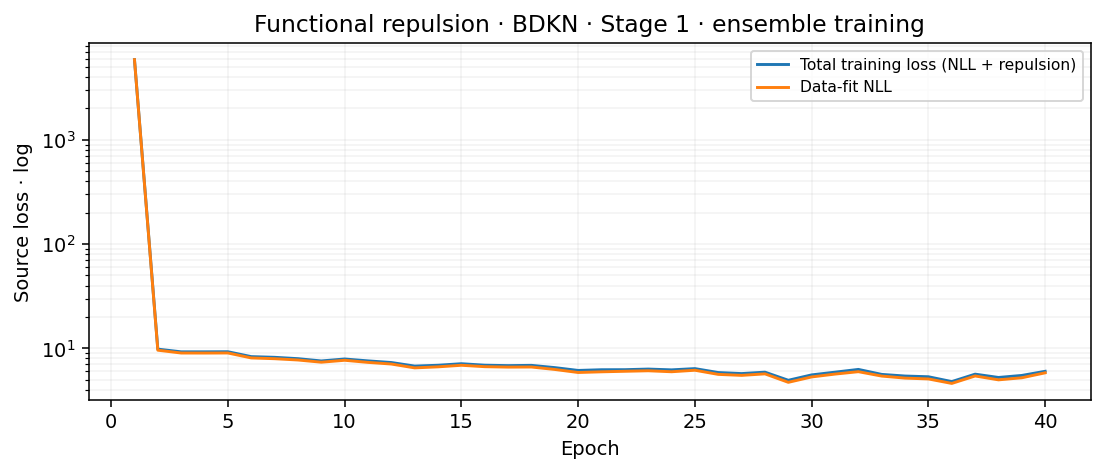 Functional repulsion · BDKN · Stage 1 · ensemble training
Total training loss (NLL + repulsion)
Data-fit NLL
Source loss · log
10³
10²
10¹
0 5 10 15 20 25 30 35 40
Epoch